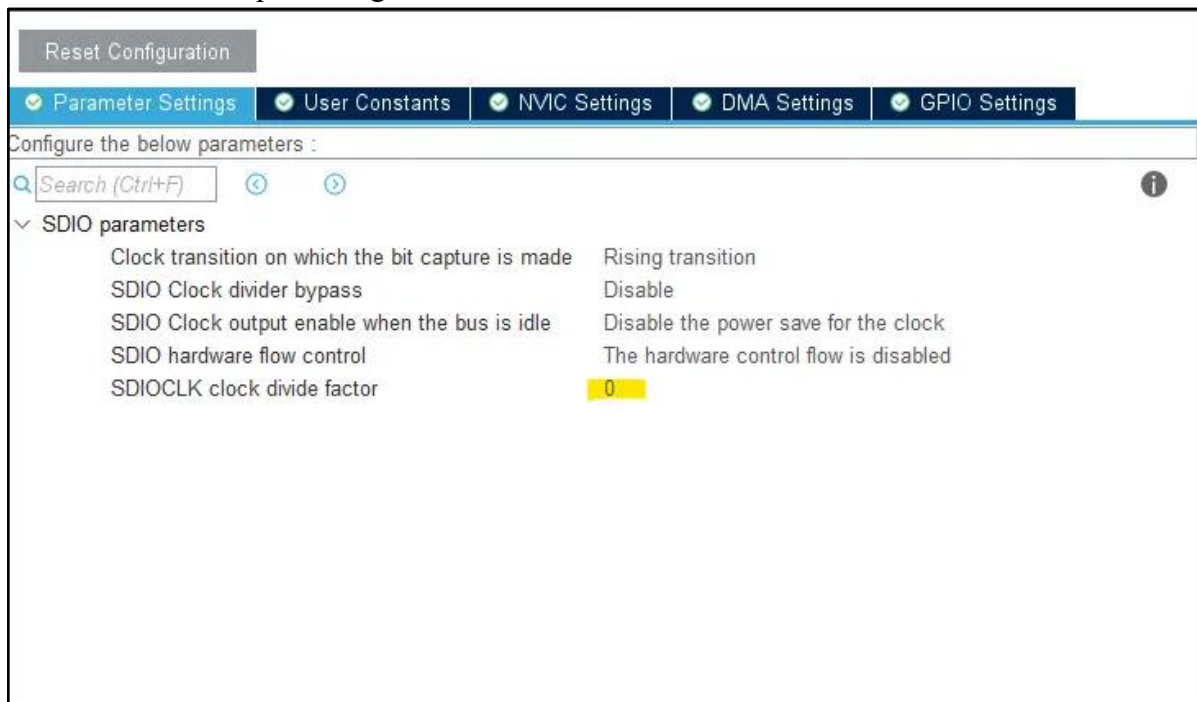 Reset Configuration
Parameter Settings User Constants NVIC Settings DMA Settings GPIO Settings
Configure the below parameters :
Search (Ctrl+F)
SDIO parameters
Clock transition on which the bit capture is made Rising transition
SDIO Clock divider bypass Disable
SDIO Clock output enable when the bus is idle Disable the power save for the clock
SDIO hardware flow control The hardware control flow is disabled
SDIOCLK clock divide factor 0